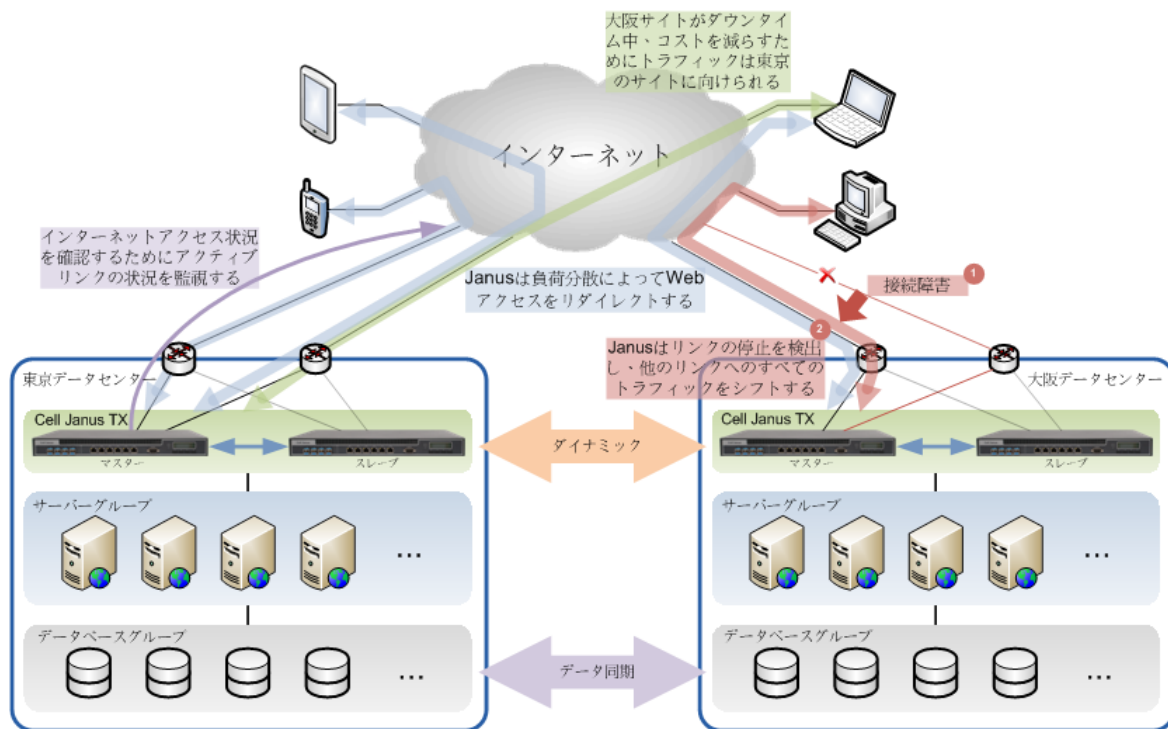 大阪サイトがダウンタイ
ム中、コストを減らすた
めにトラフィックは東京
のサイトに向けられる
インターネット
インターネットアクセス状況
を確認するためにアクティブ
リンクの状況を監視する
Janusは負荷分散によってWeb
アクセスをリダイレクトする
接続障害
1
2
Janusはリンクの停止を検出
し、他のリンクへのすべての
トラフィックをシフトする
東京データセンター
Cell Janus TX
マスター
スレーブ
サーバーグループ
...
データベースグループ
...
ダイナミック
データ同期
大阪データセンター
Cell Janus TX
マスター
スレーブ
サーバーグループ
...
データベースグループ
...